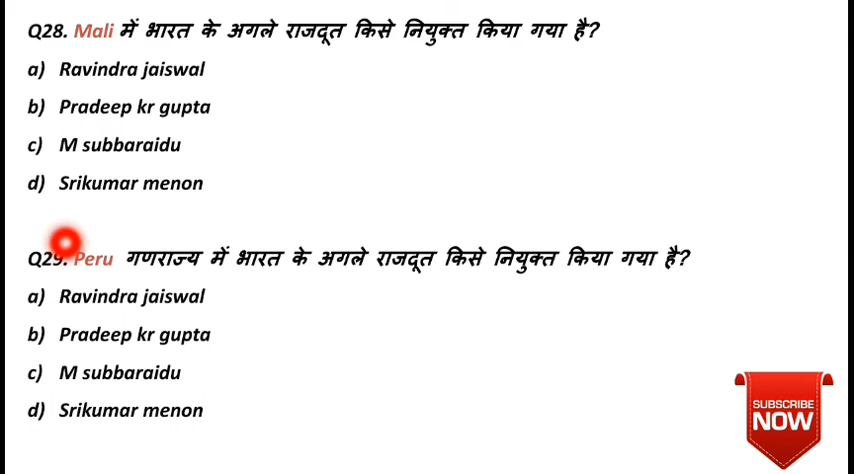 Q28. Mali में भारत के अगले राजदूत किसे नियुक्त किया गया है?
a) Ravindra jaiswal
b) Pradeep kr gupta
c) M subbaraidu
d) Srikumar menon
Q29. Peru गणराज्य में भारत के अगले राजदूत किसे नियुक्त किया गया है?
a) Ravindra jaiswal
b) Pradeep kr gupta
c) M subbaraidu
d) Srikumar menon
SUBSCRIBE
NOW